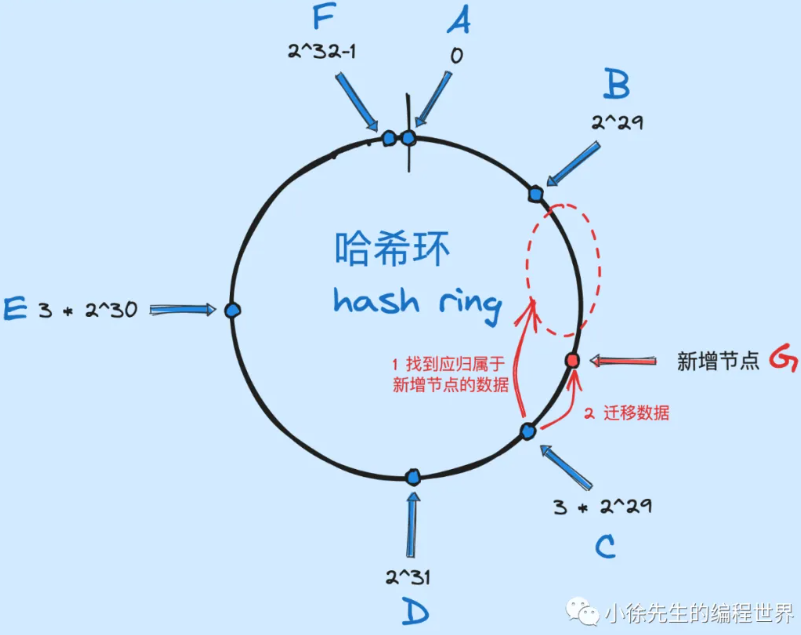 F
2^32-1
A
0
B
2^29
哈希环
hash ring
E 3 * 2^30
1 找到应归属于
新增节点的数据
新增节点 G
2 迁移数据
3 * 2^29
C
2^31
D
小徐先生的编程世界